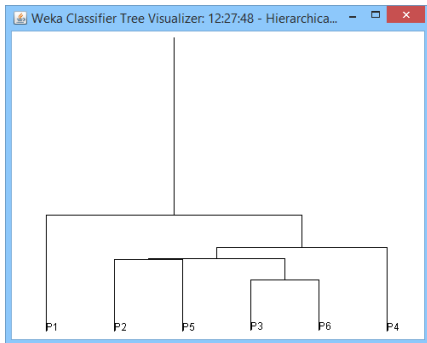 Weka Classifier Tree Visualizer: 12:27:48 - Hierarchica...
P1 P2 P5 P3 P6 P4